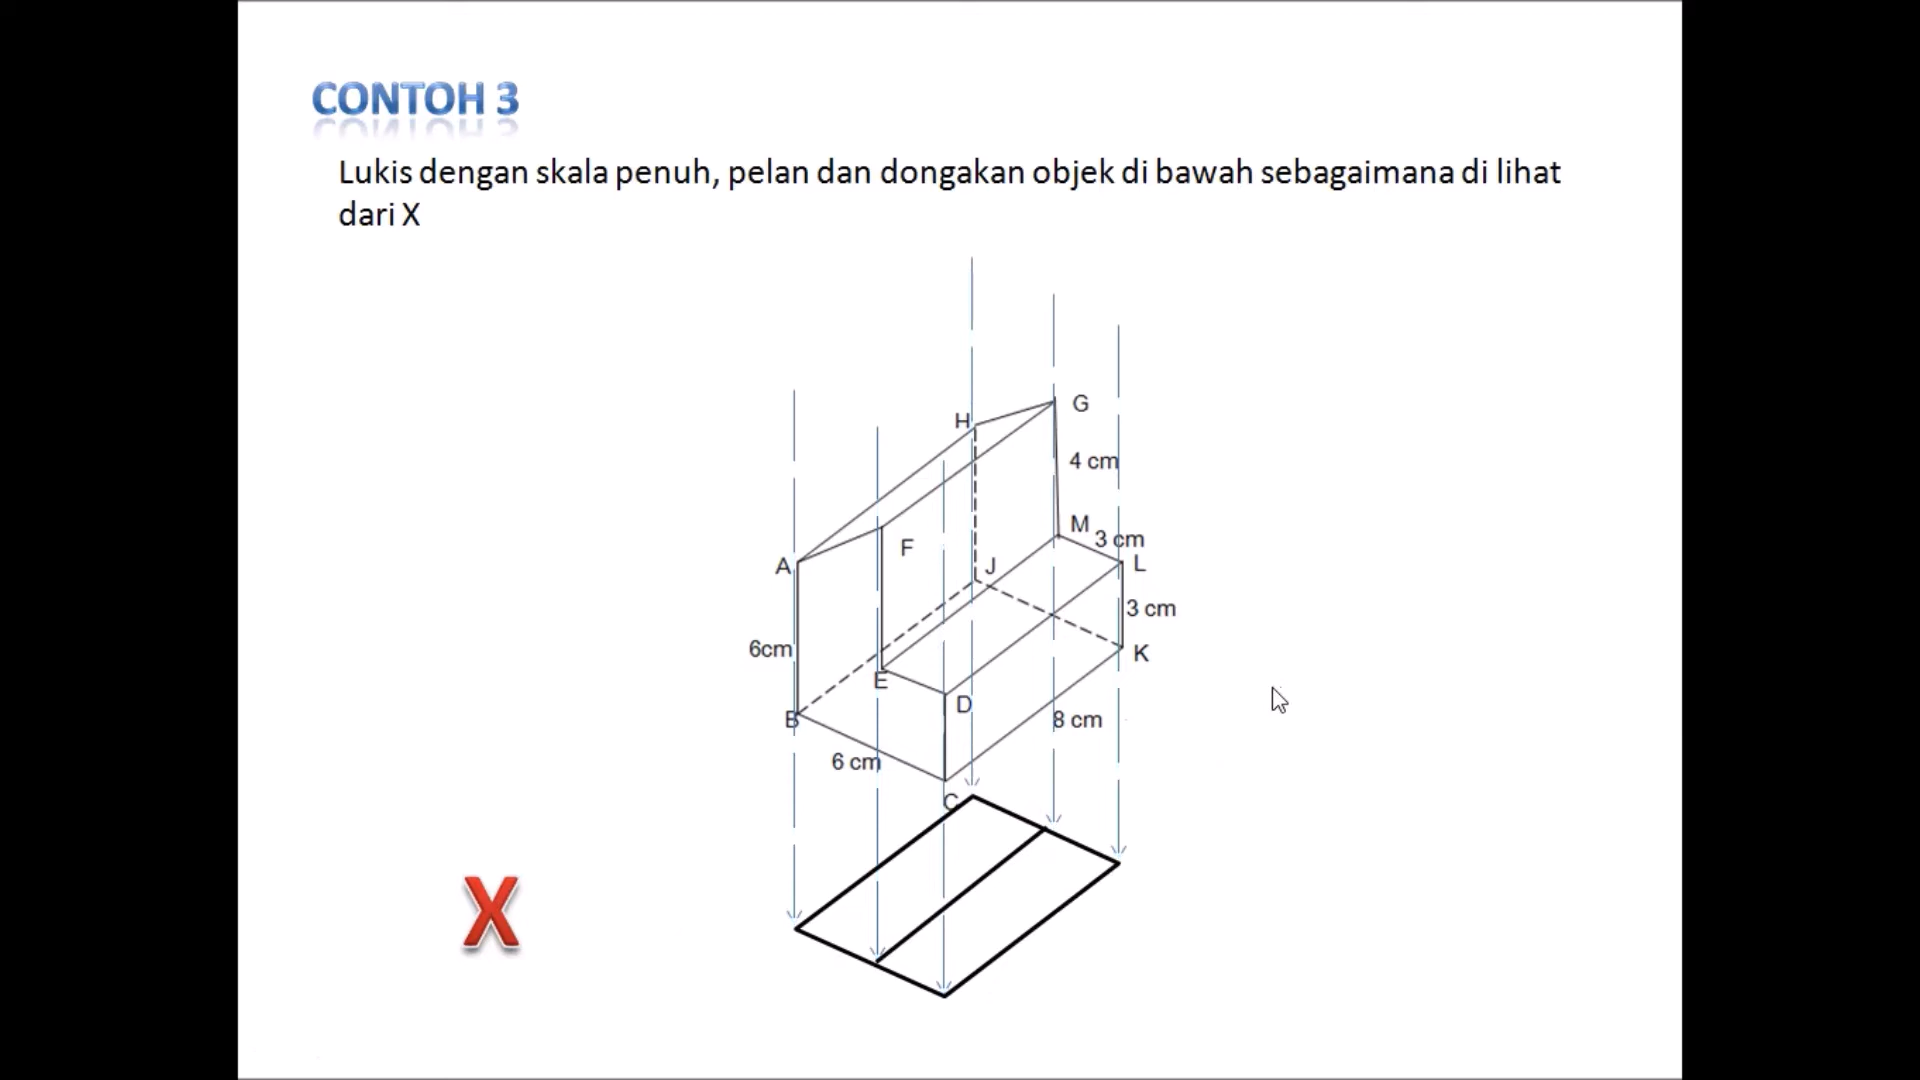 CONTOH 3
Lukis dengan skala penuh, pelan dan dongakan objek di bawah sebagaimana di lihat
dari X
G
H
4 cm
M
3 cm
F
A
J
L
3 cm
6cm
K
E
D
B
8 cm
6 cm
C
X